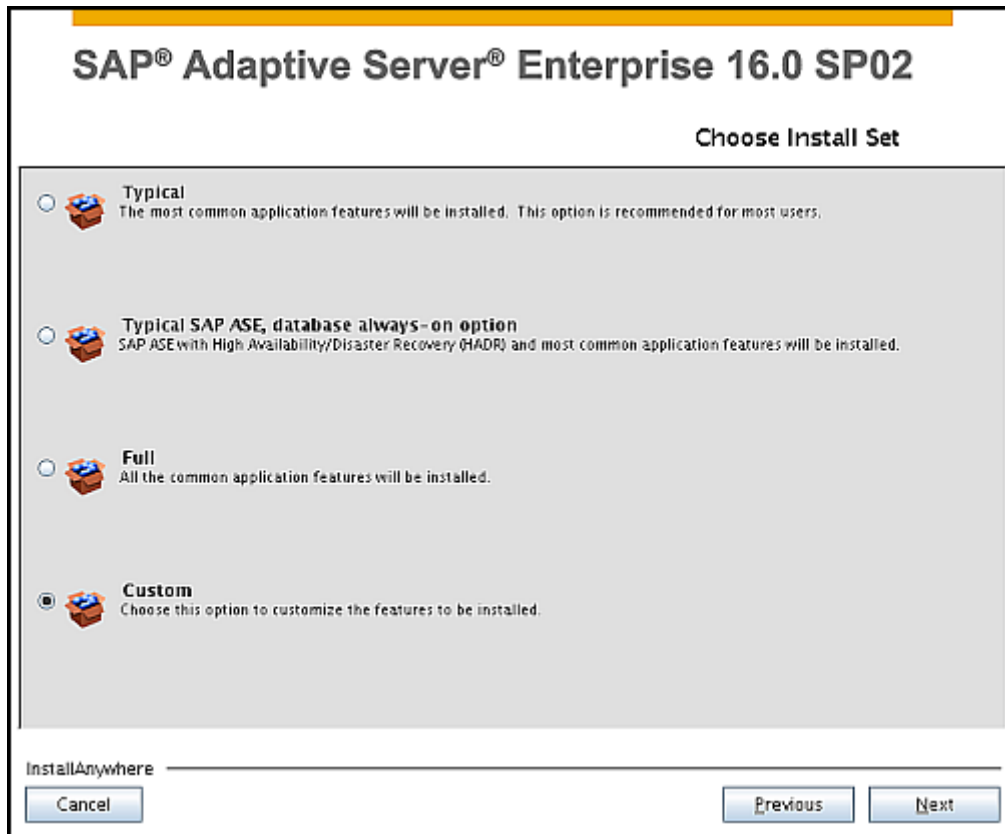 SAP® Adaptive Server® Enterprise 16.0 SP02
Choose Install Set
Typical
The most common application features will be installed. This option is recommended for most users.
Typical SAP ASE, database always-on option
SAP ASE with High Availability/Disaster Recovery (HADR) and most common application features will be installed.
Full
All the common application features will be installed.
Custom
Choose this option to customize the features to be installed.
InstallAnywhere
Cancel
Previous
Next